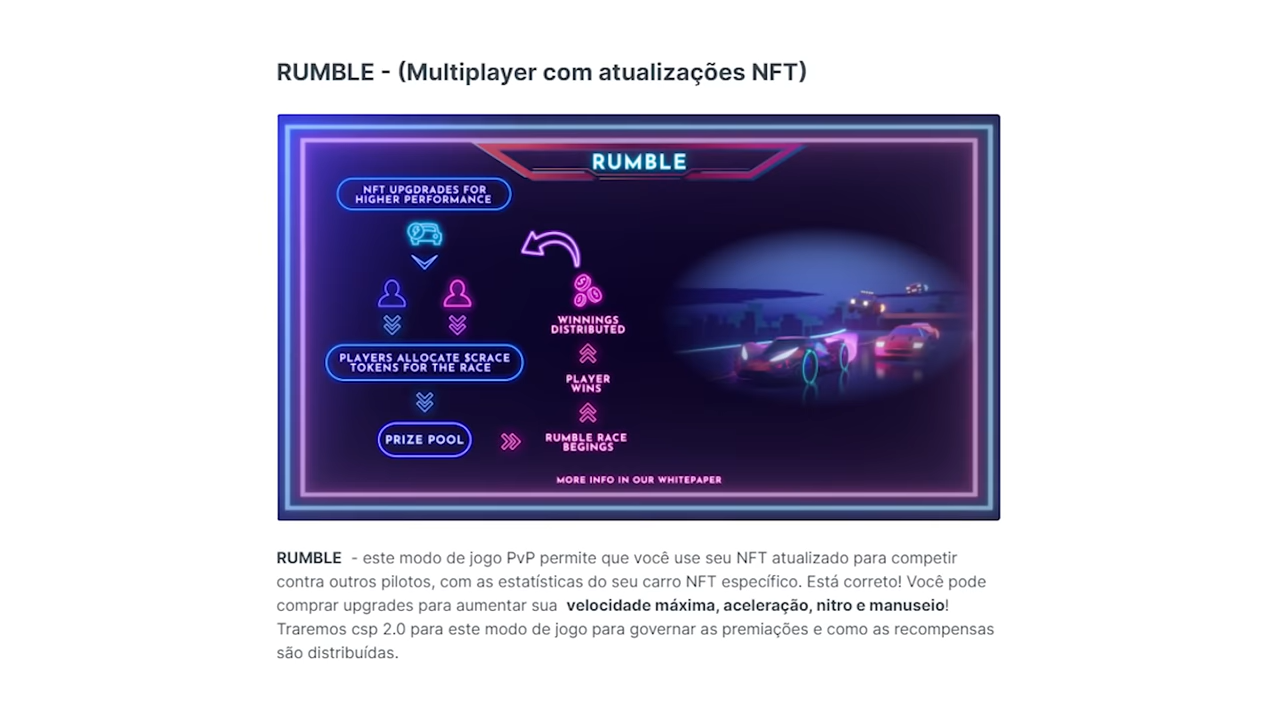 RUMBLE - (Multiplayer com atualizações NFT)
RUMBLE
NFT UPGDRADES FOR
HIGHER PERFORMANCE
PLAYERS ALLOCATE $CRACE
TOKENS FOR THE RACE
PRIZE POOL
WINNINGS
DISTRIBUTED
PLAYER
WINS
RUMBLE RACE
BEGINGS
MORE INFO IN OUR WHITEPAPER
RUMBLE - este modo de jogo PvP permite que você use seu NFT atualizado para competir
contra outros pilotos, com as estatísticas do seu carro NFT específico. Está correto! Você pode
comprar upgrades para aumentar sua velocidade máxima, aceleração, nitro e manuseio!
Traremos csp 2.0 para este modo de jogo para governar as premiações e como as recompensas
são distribuídas.